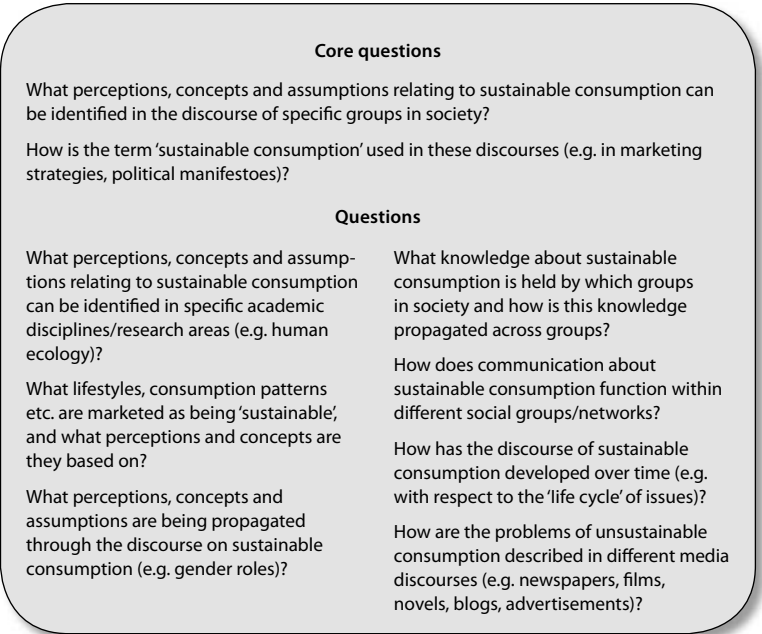 Core questions
What perceptions, concepts and assumptions relating to sustainable consumption can
be identified in the discourse of specific groups in society?
How is the term ‘sustainable consumption’ used in these discourses (e.g. in marketing
strategies, political manifestoes)?
Questions
What perceptions, concepts and assump-
tions relating to sustainable consumption
can be identified in specific academic
disciplines/research areas (e.g. human
ecology)?
What lifestyles, consumption patterns
etc. are marketed as being ‘sustainable’,
and what perceptions and concepts are
they based on?
What perceptions, concepts and
assumptions are being propagated
through the discourse on sustainable
consumption (e.g. gender roles)?
What knowledge about sustainable
consumption is held by which groups
in society and how is this knowledge
propagated across groups?
How does communication about
sustainable consumption function within
different social groups/networks?
How has the discourse of sustainable
consumption developed over time (e.g.
with respect to the ‘life cycle’ of issues)?
How are the problems of unsustainable
consumption described in different media
discourses (e.g. newspapers, films,
novels, blogs, advertisements)?